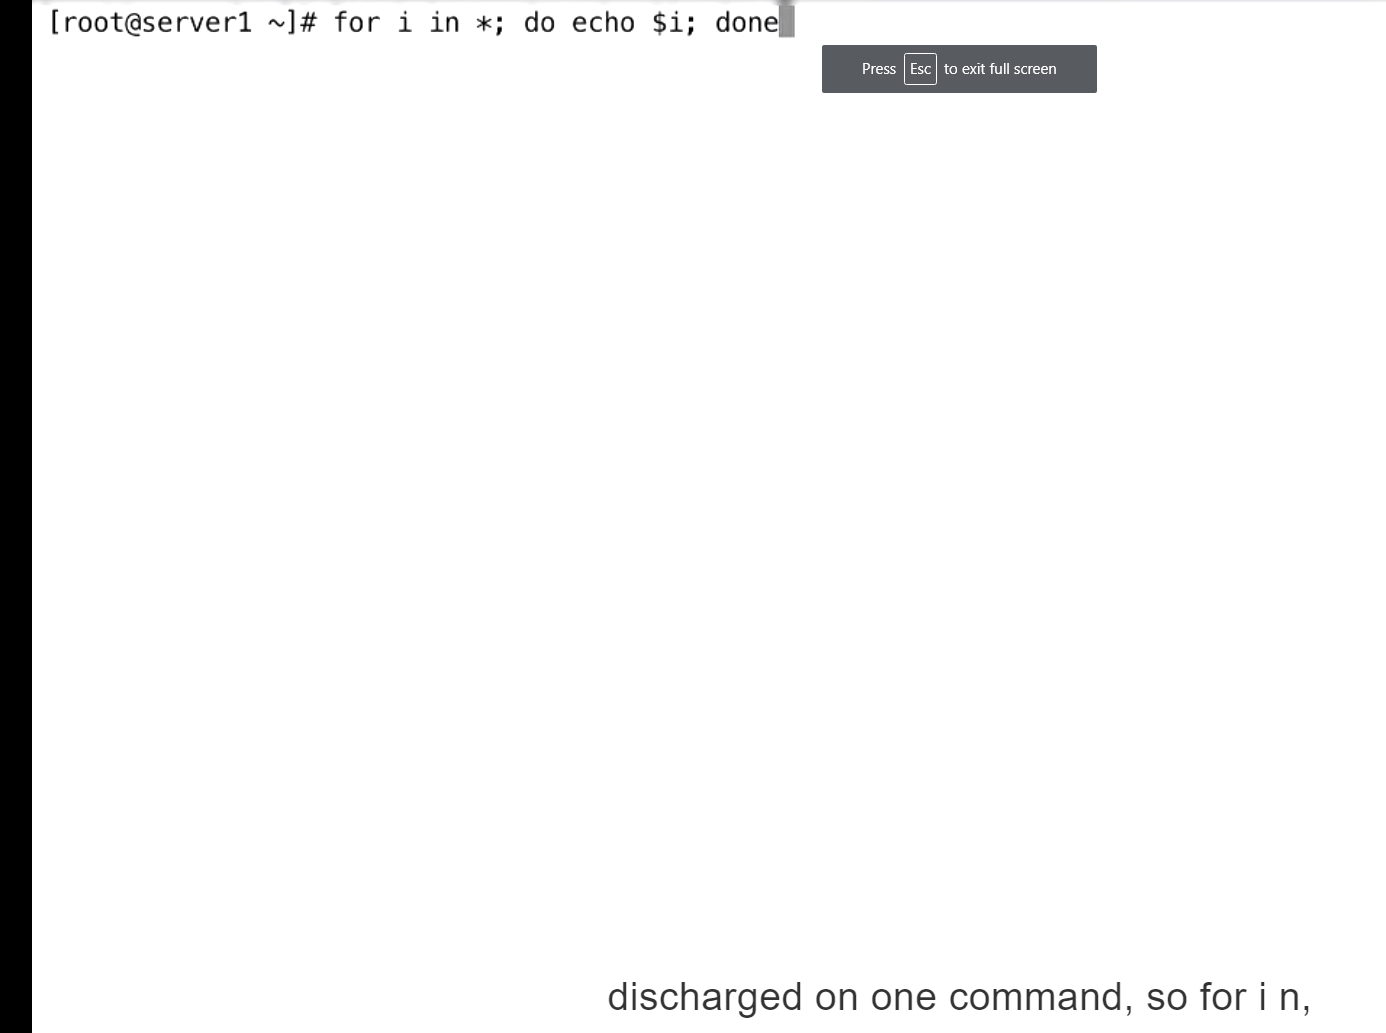 [root@server1 ~]# for i in *; do echo $i; done
Press Esc to exit full screen
discharged on one command, so for i n,